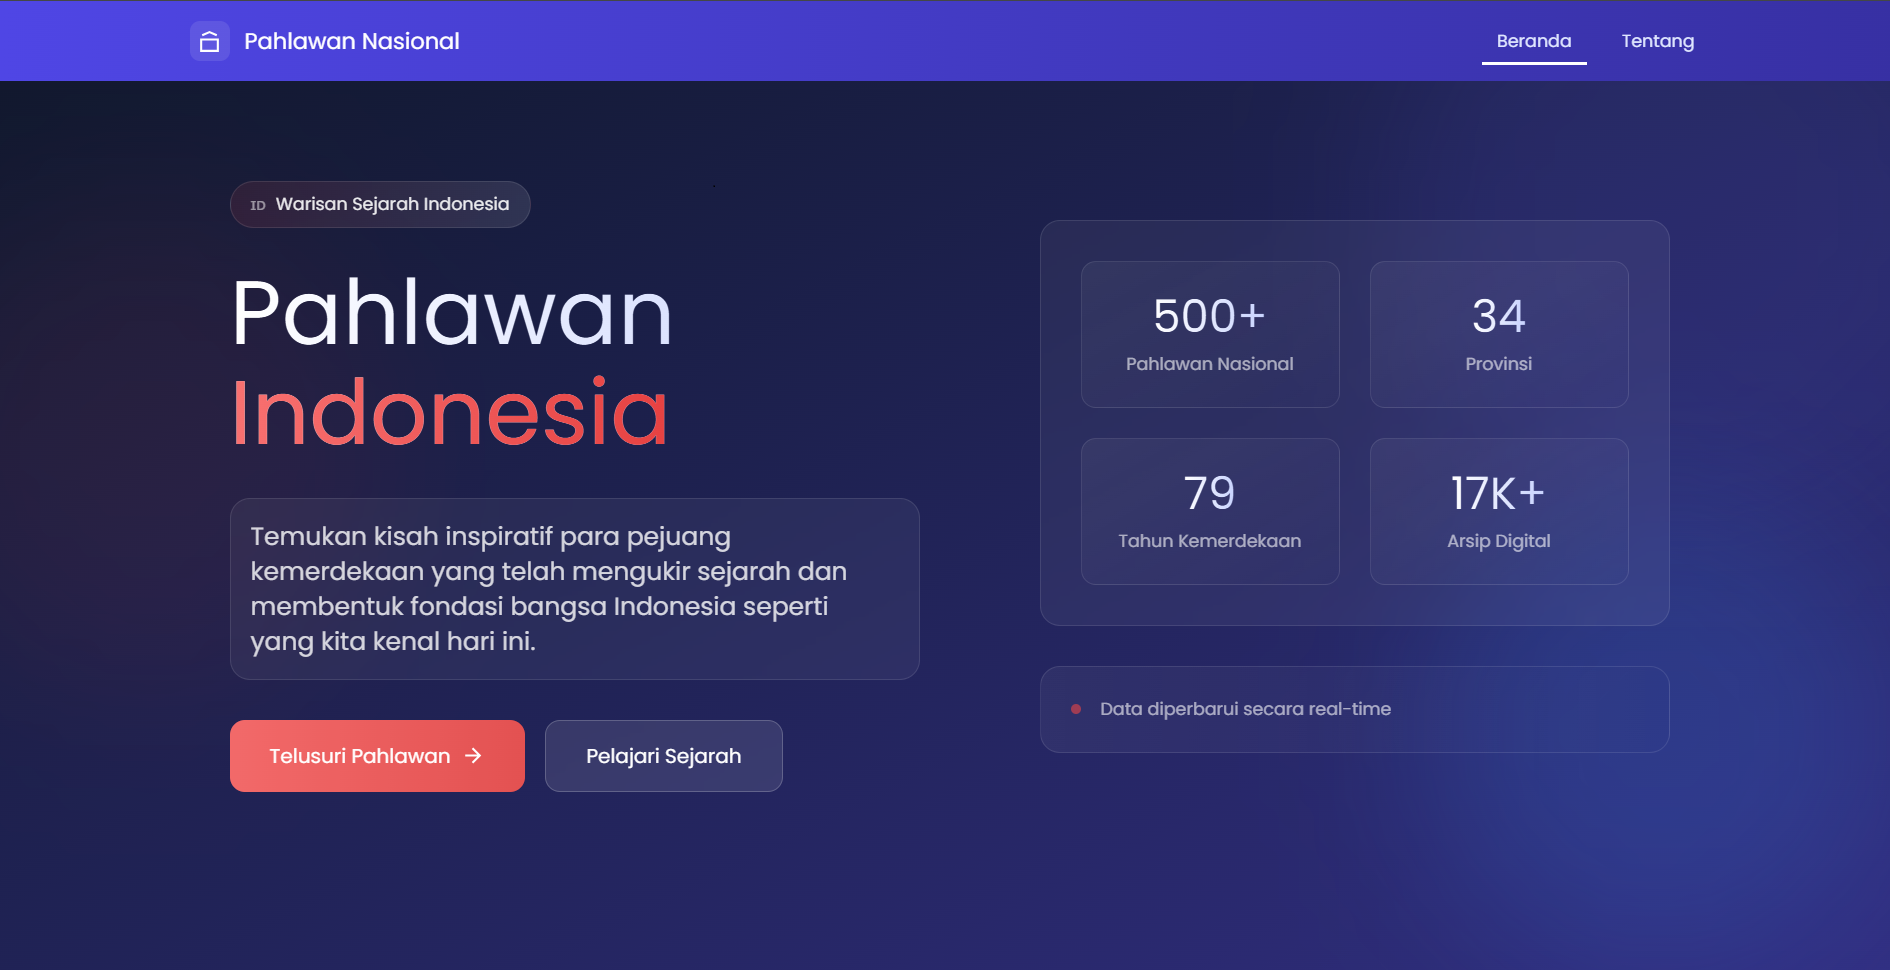 Pahlawan Nasional
Beranda
Tentang
ID Warisan Sejarah Indonesia
Pahlawan
Indonesia
Temukan kisah inspiratif para pejuang
kemerdekaan yang telah mengukir sejarah dan
membentuk fondasi bangsa Indonesia seperti
yang kita kenal hari ini.
Telusuri Pahlawan →
Pelajari Sejarah
500+
Pahlawan Nasional
34
Provinsi
79
Tahun Kemerdekaan
17K+
Arsip Digital
Data diperbarui secara real-time